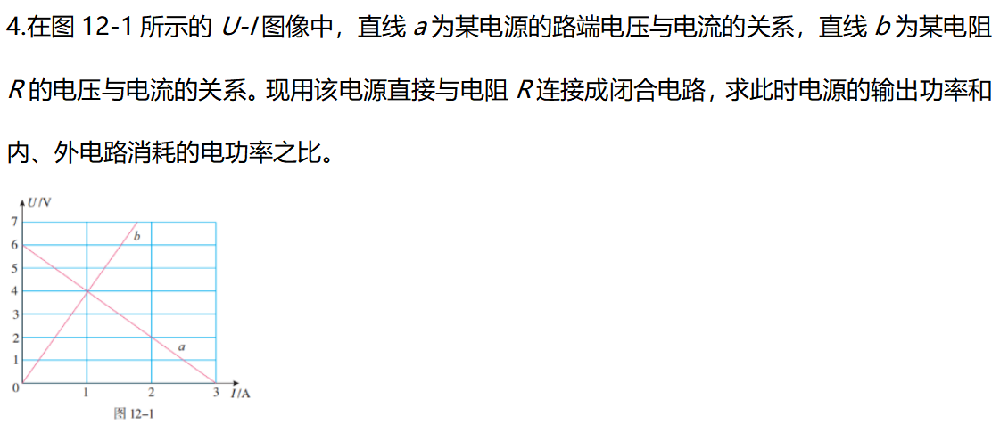 4.在图 12-1 所示的 U-I 图像中，直线 a 为某电源的路端电压与电流的关系，直线 b 为某电阻
R 的电压与电流的关系。现用该电源直接与电阻 R 连接成闭合电路，求此时电源的输出功率和
内、外电路消耗的电功率之比。
U/V
7
b
6
5
4
3
2
a
1
0
1
2
3
I/A
图 12-1